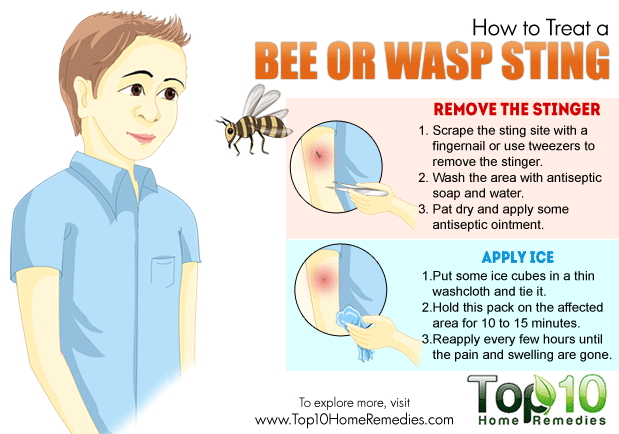 How to Treat a
BEE OR WASP STING
REMOVE THE STINGER
1. Scrape the sting site with a
fingernail or use tweezers to
remove the stinger.
2. Wash the area with antiseptic
soap and water.
3. Pat dry and apply some
antiseptic ointment.
APPLY ICE
1.Put some ice cubes in a thin
washcloth and tie it.
2.Hold this pack on the affected
area for 10 to 15 minutes.
3.Reapply every few hours until
the pain and swelling are gone.
To explore more, visit
www.Top10HomeRemedies.com
Top10
Home Remedies